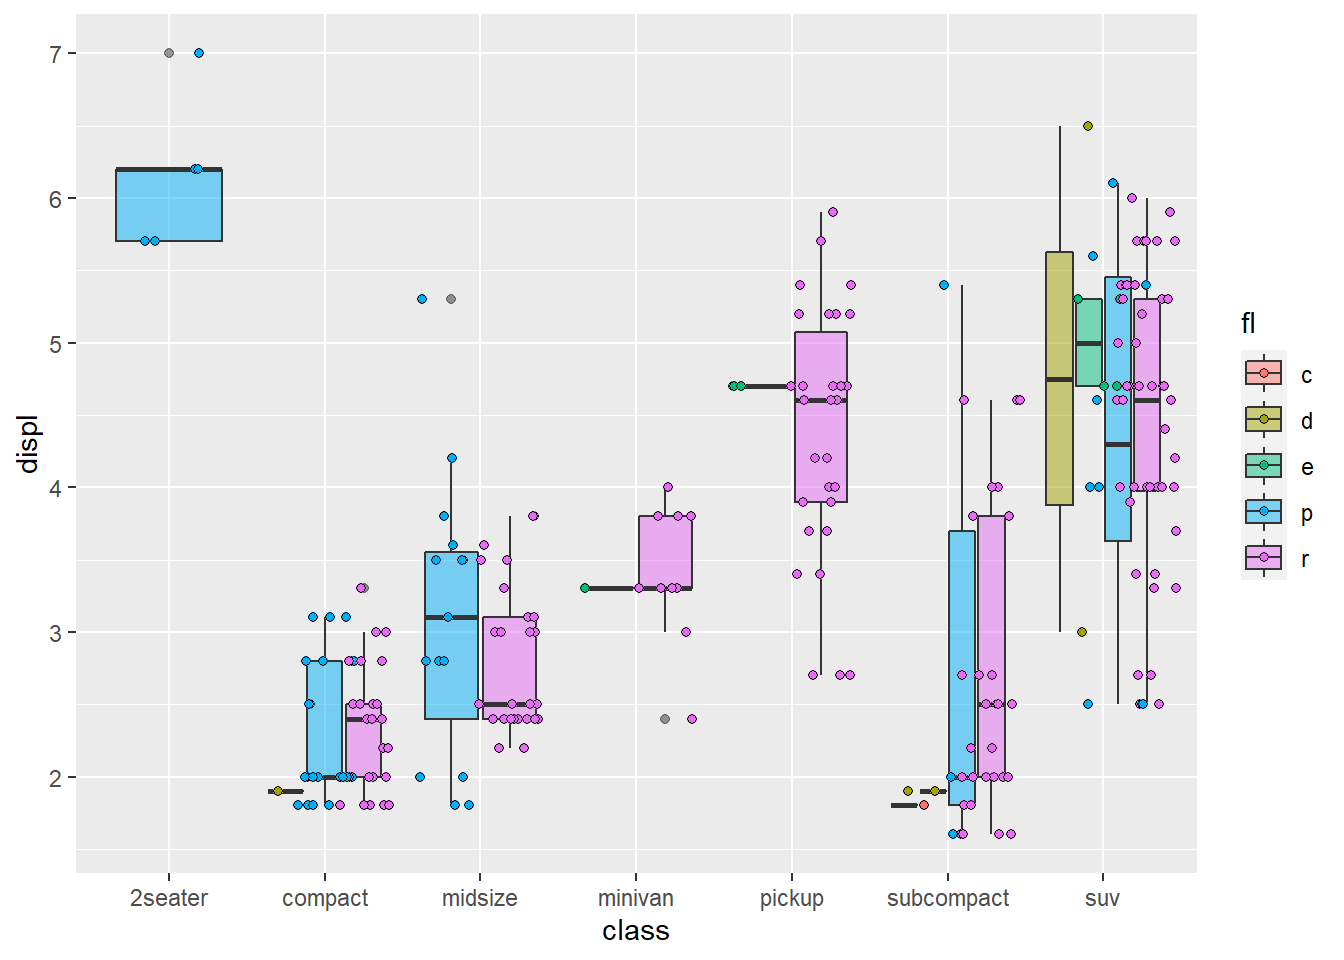 7
6
5
4
3
2
displ
2seater compact midsize minivan pickup subcompact suv
class
fl
c
d
e
p
r